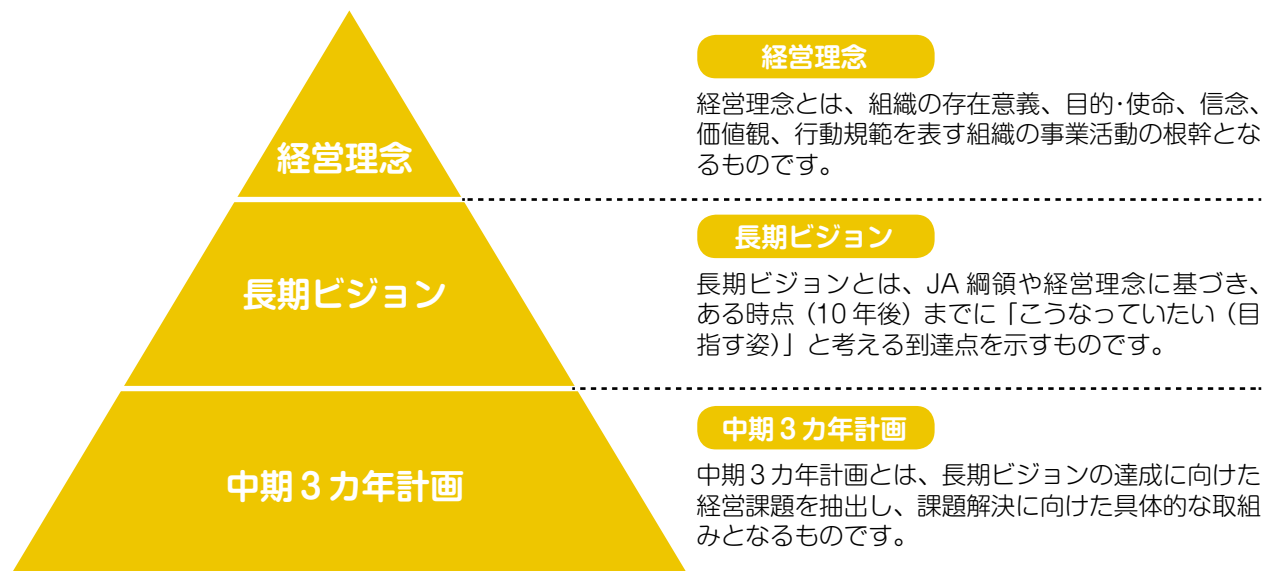 経営理念
長期ビジョン
中期３カ年計画
経営理念
経営理念とは、組織の存在意義、目的･使命、信念、
価値観、行動規範を表す組織の事業活動の根幹とな
るものです。
長期ビジョン
長期ビジョンとは、JA 綱領や経営理念に基づき、
ある時点（10 年後）までに「こうなっていたい（目
指す姿）」と考える到達点を示すものです。
中期３カ年計画
中期３カ年計画とは、長期ビジョンの達成に向けた
経営課題を抽出し、課題解決に向けた具体的な取組
みとなるものです。